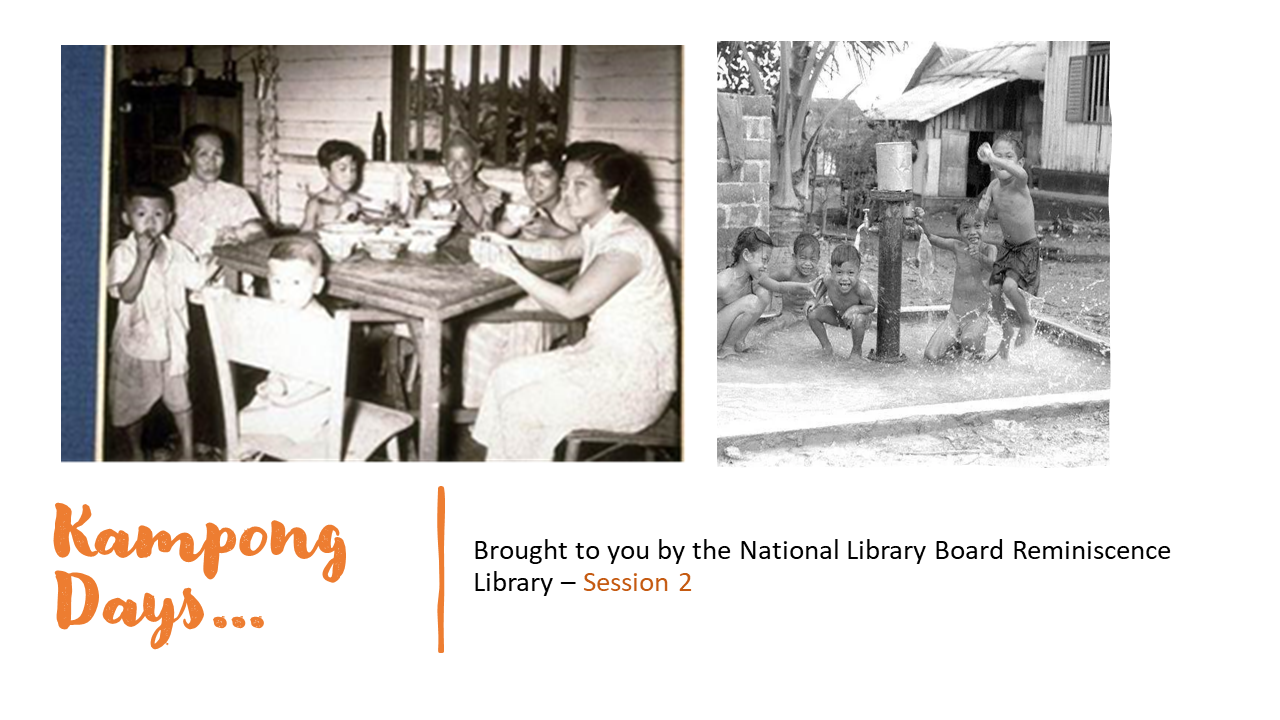 Kampong
Days...
Brought to you by the National Library Board Reminiscence
Library – Session 2